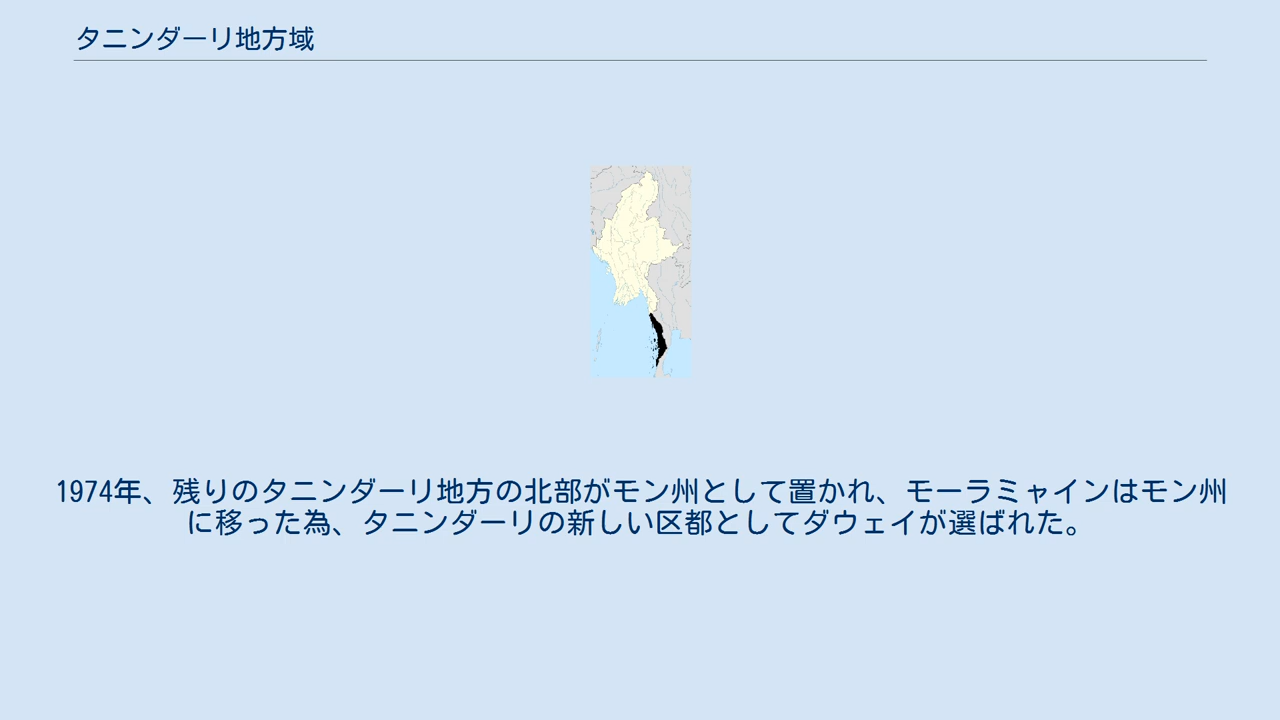 タニンダーリ地方域
1974年、残りのタニンダーリ地方の北部がモン州として置かれ、モーラミャインはモン州
に移った為、タニンダーリの新しい区都としてダウェイが選ばれた。